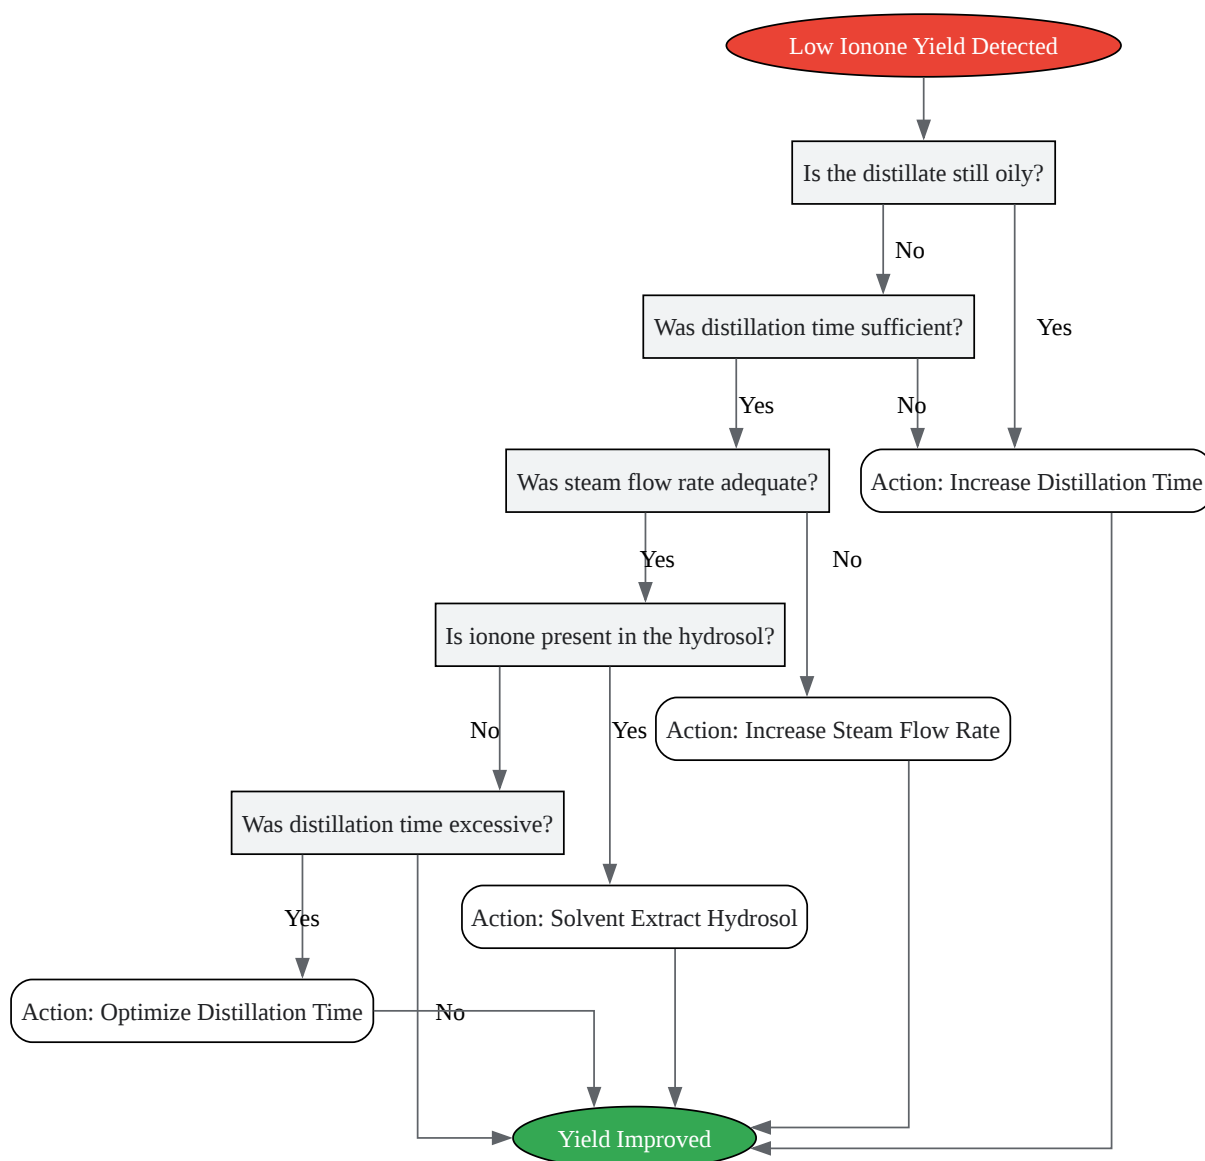 Low Ionone Yield Detected
Is the distillate still oily?
No
Was distillation time sufficient?
Yes
Yes
No
Was steam flow rate adequate?
Action: Increase Distillation Time
Yes
No
Is ionone present in the hydrosol?
No
Yes
Action: Increase Steam Flow Rate
Was distillation time excessive?
Yes
Action: Solvent Extract Hydrosol
Action: Optimize Distillation Time
No
Yield Improved